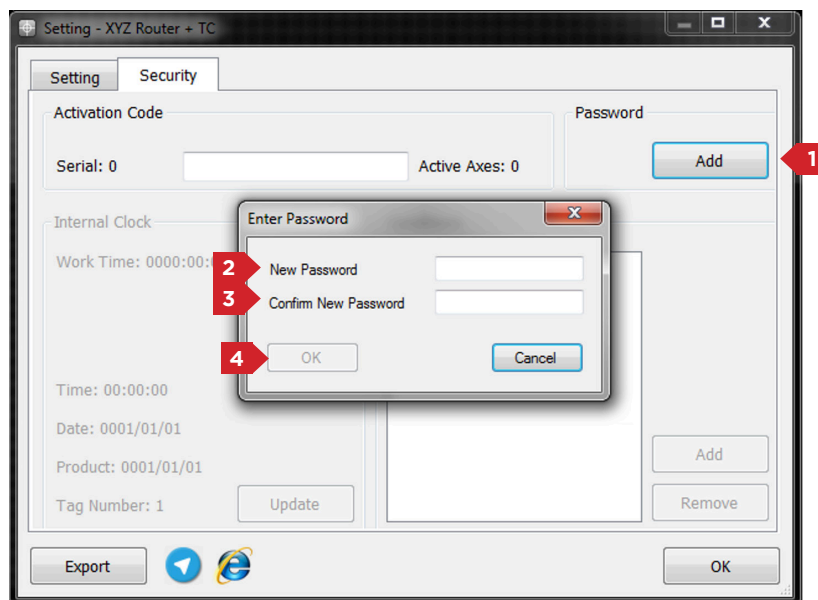 Setting - XYZ Router + TC
Setting Security
Activation Code
Password
Serial: 0
Active Axes: 0
Add
1
Internal Clock
Work Time: 0000:00:
Enter Password
2 New Password
3 Confirm New Password
4 OK
Cancel
Time: 00:00:00
Date: 0001/01/01
Product: 0001/01/01
Tag Number: 1
Update
Add
Remove
Export
OK